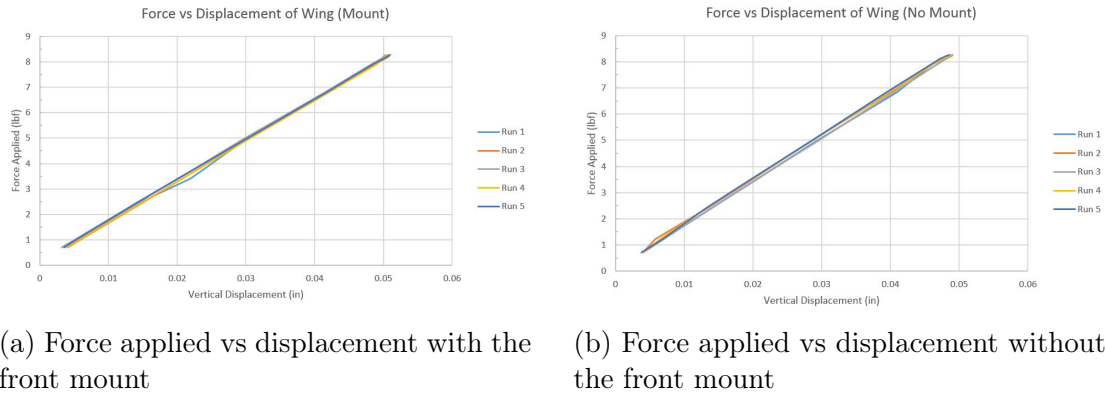 Force vs Displacement of Wing (Mount)
9
8
7
6
5
4
3
2
1
0
Force Applied (lbf)
0 0.01 0.02 0.03 0.04 0.05 0.06
Vertical Displacement (in)
Run 1
Run 2
Run 3
Run 4
Run 5
(a) Force applied vs displacement with the
front mount
Force vs Displacement of Wing (No Mount)
9
8
7
6
5
4
3
2
1
0
Force Applied (lbf)
0 0.01 0.02 0.03 0.04 0.05 0.06
Vertical Displacement (in)
Run 1
Run 2
Run 3
Run 4
Run 5
(b) Force applied vs displacement without
the front mount